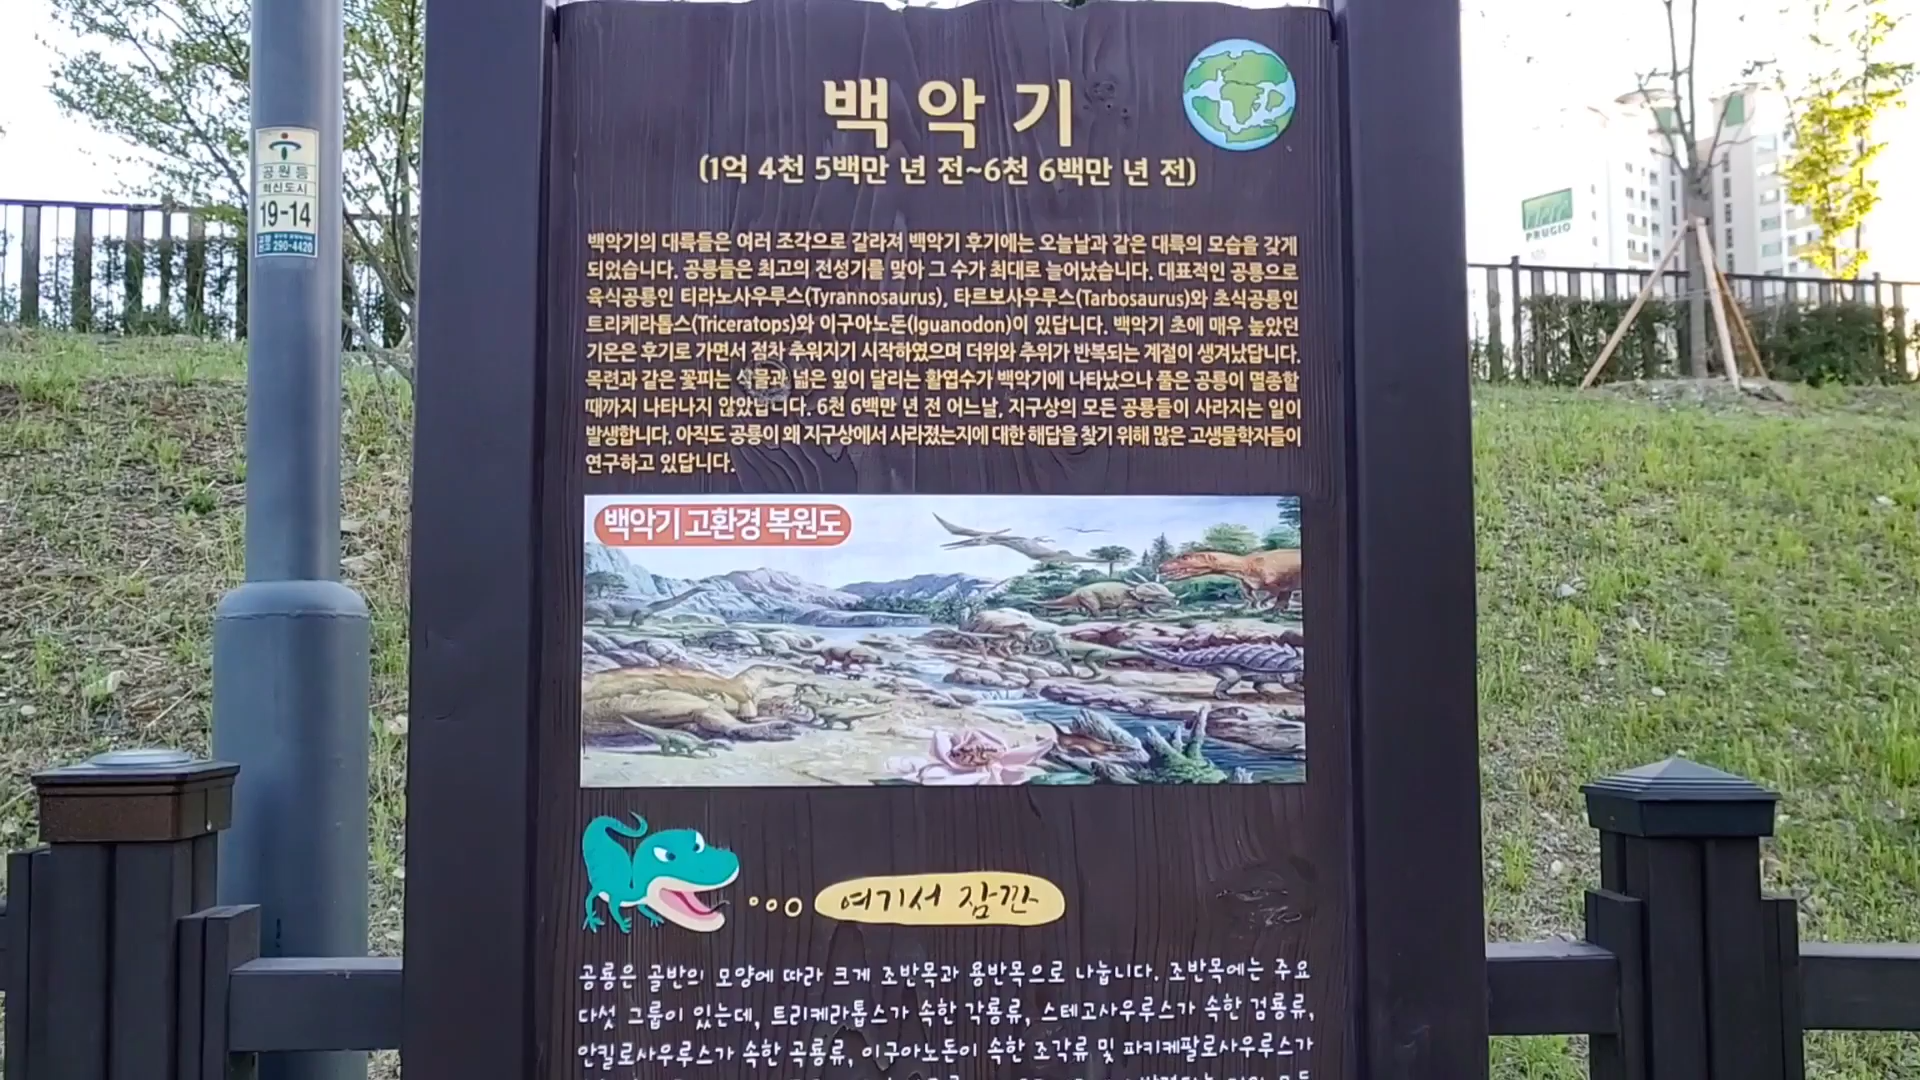 백악기
(1억 4천 5백만 년 전~6천 6백만 년 전)
백악기의 대륙들은 여러 조각으로 갈라져 백악기 후기에는 오늘날과 같은 대륙의 모습을 갖게
되었습니다. 공룡들은 최고의 전성기를 맞아 그 수가 최대로 늘어났습니다. 대표적인 공룡으로
육식공룡인 티라노사우루스(Tyrannosaurus), 타르보사우루스(Tarbosaurus)와 초식공룡인
트리케라톱스(Triceratops)와 이구아노돈(Iguanodon)이 있답니다. 백악기 초에 매우 높았던
기온은 후기로 가면서 점차 추워지기 시작하였으며 더위와 추위가 반복되는 계절이 생겨났답니다.
목련과 같은 꽃피는 식물과 넓은 잎이 달리는 활엽수가 백악기에 나타났으나 풀은 공룡이 멸종할
때까지 나타나지 않았답니다. 6천 6백만 년 전 어느날, 지구상의 모든 공룡들이 사라지는 일이
발생합니다. 아직도 공룡이 왜 지구상에서 사라졌는지에 대한 해답을 찾기 위해 많은 고생물학자들이
연구하고 있답니다.
백악기 고환경 복원도
여기서 잠깐
공룡은 골반의 모양에 따라 크게 조반목과 용반목으로 나눕니다. 조반목에는 주요
다섯 그룹이 있는데, 트리케라톱스가 속한 각룡류, 스테고사우루스가 속한 검룡류,
안킬로사우루스가 속한 곡룡류, 이구아노돈이 속한 조각류 및 파키케팔로사우루스가
공원등
혁신도시
19-14
290-4420
PRUGIO